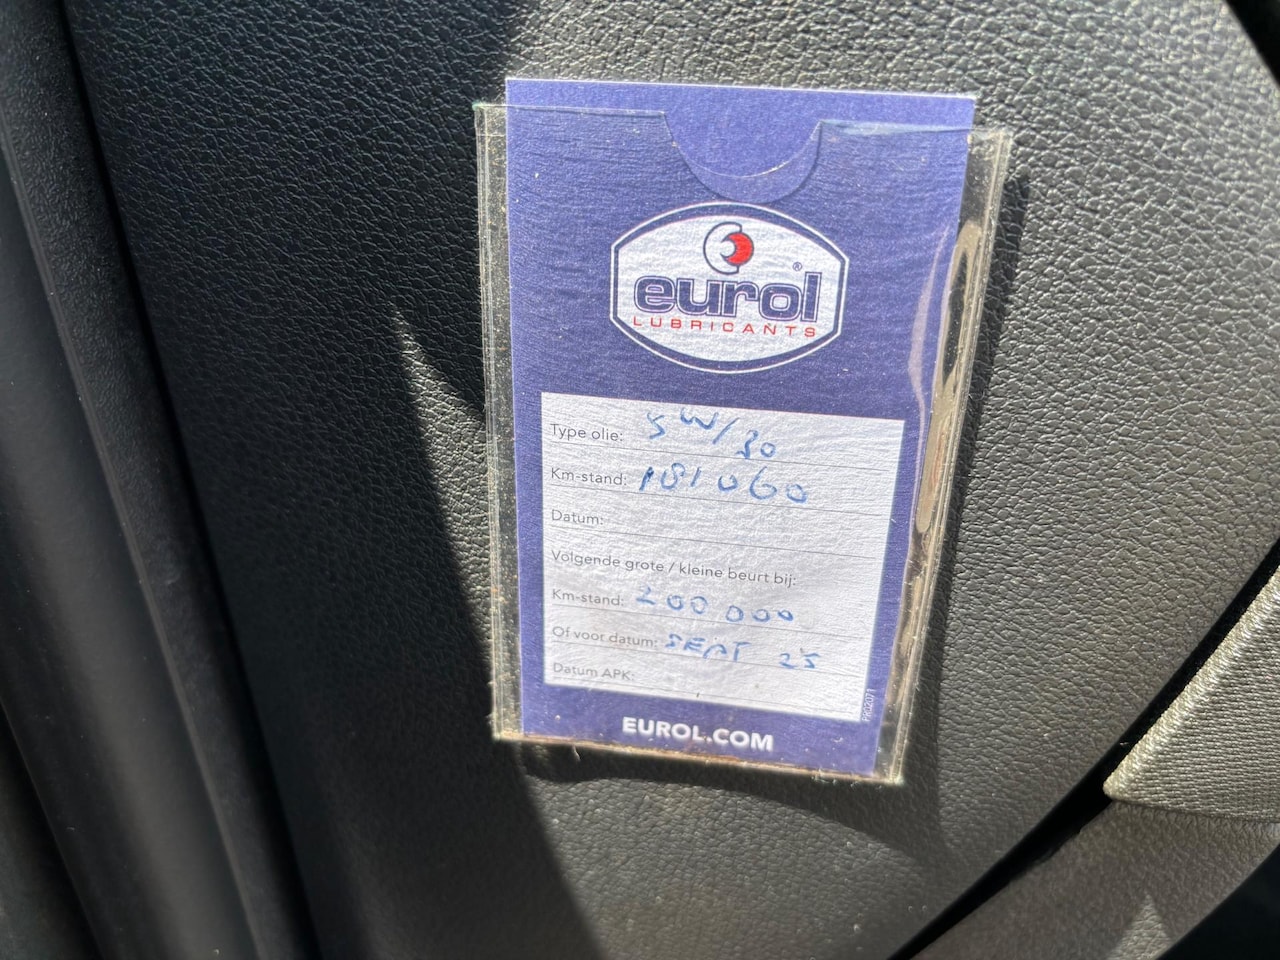 eurol®
LUBRICANTS
Type olie: 5W/30
Km-stand: 181060
Datum:
Volgende grote / kleine beurt bij:
Km-stand: 200 000
Of voor datum: SEPT 25
Datum APK:
EUROL.COM
PR02071